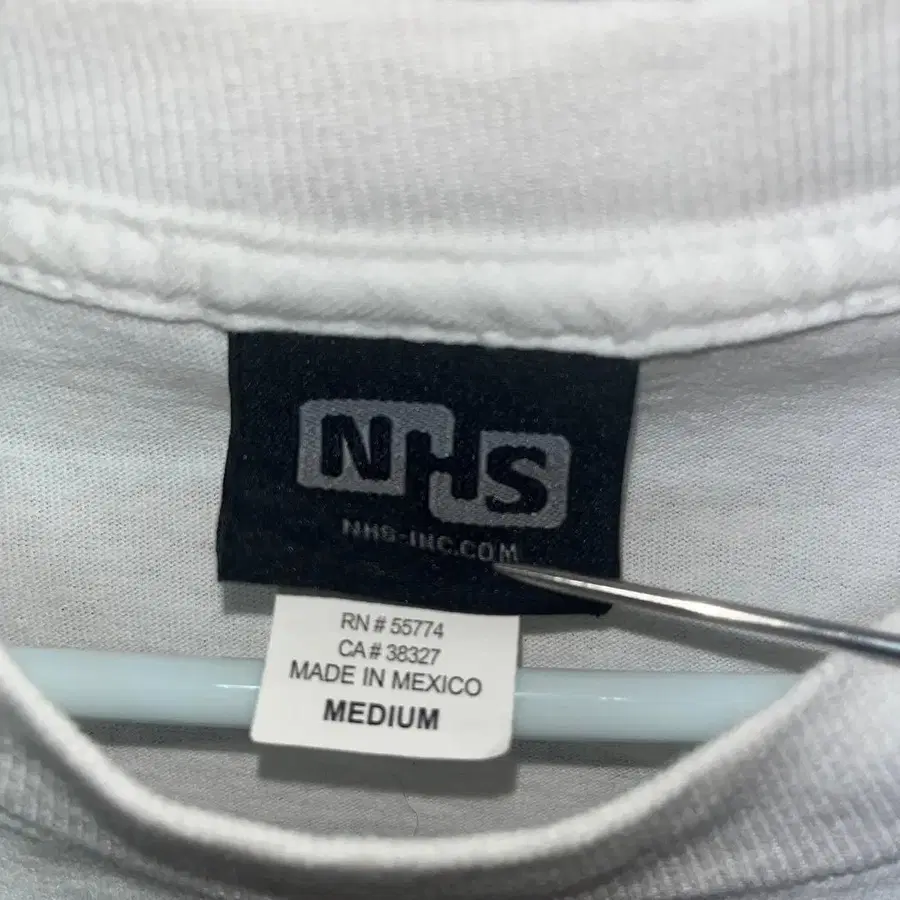 NHS
NHS-INC.COM
RN # 55774
CA # 38327
MADE IN MEXICO
MEDIUM